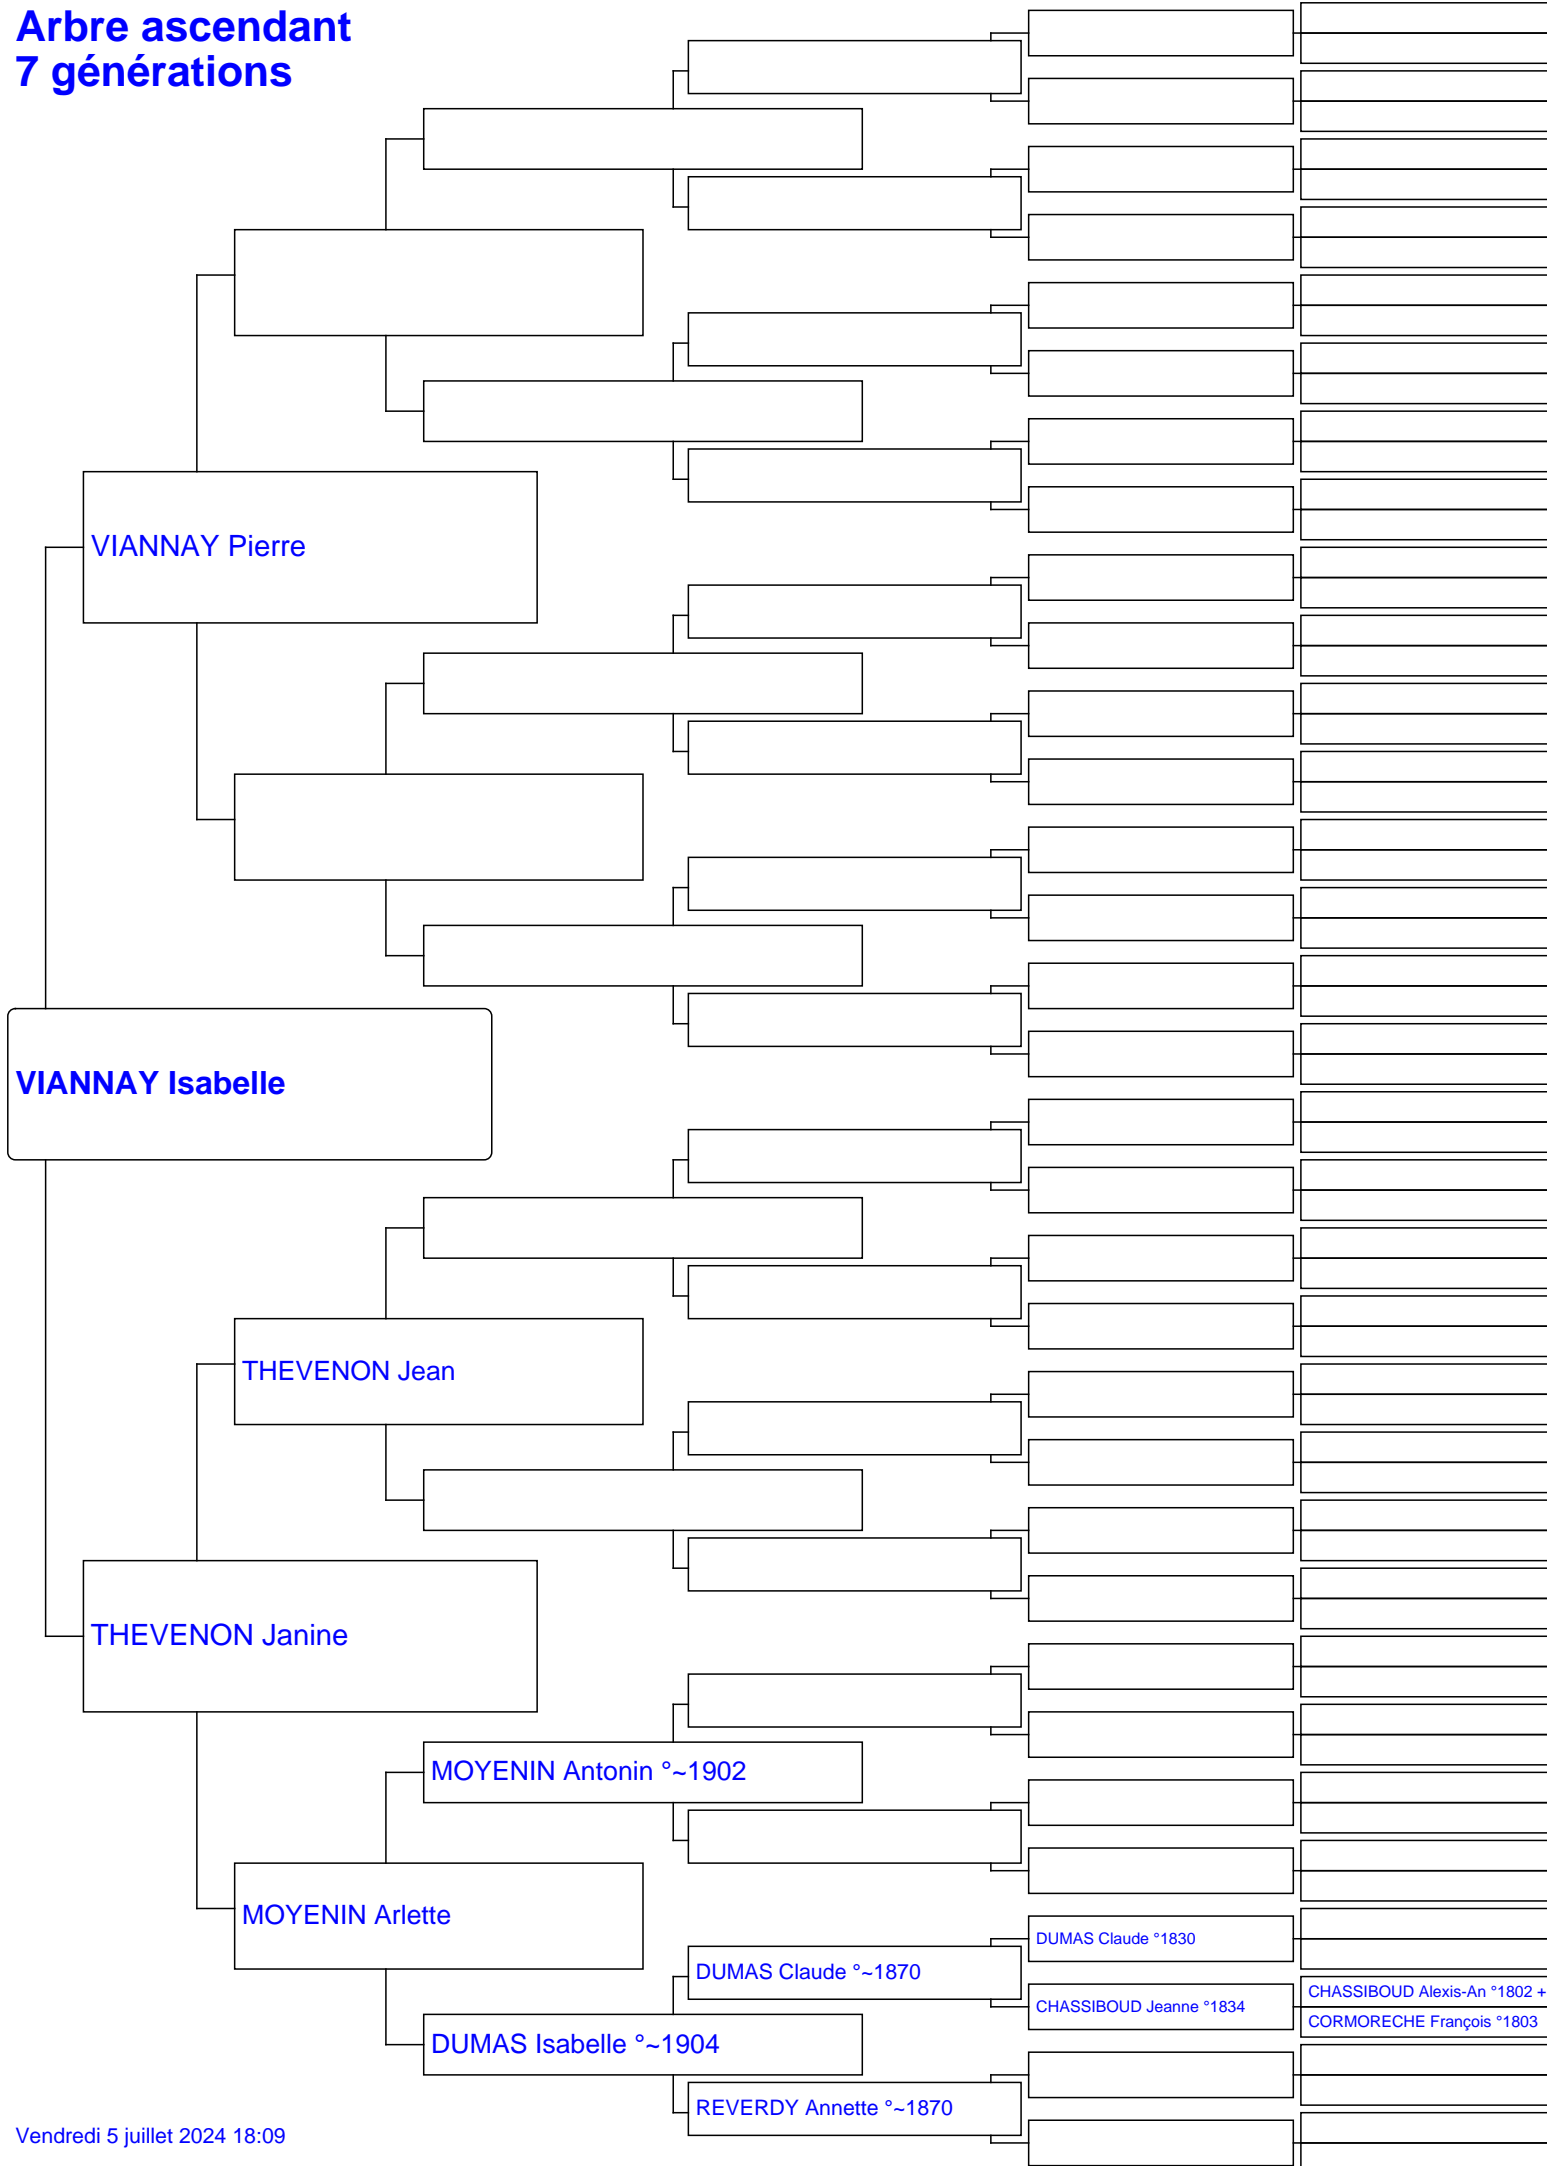 Arbre ascendant
7 générations
VIANNAY Pierre
VIANNAY Isabelle
THEVENON Jean
THEVENON Janine
MOYENIN Antonin °~1902
MOYENIN Arlette
DUMAS Claude °1830
DUMAS Claude °~1870
CHASSIBOUD Jeanne °1834
CHASSIBOUD Alexis-An °1802 +
CORMORECHE François °1803
DUMAS Isabelle °~1904
REVERDY Annette °~1870
Vendredi 5 juillet 2024 18:09